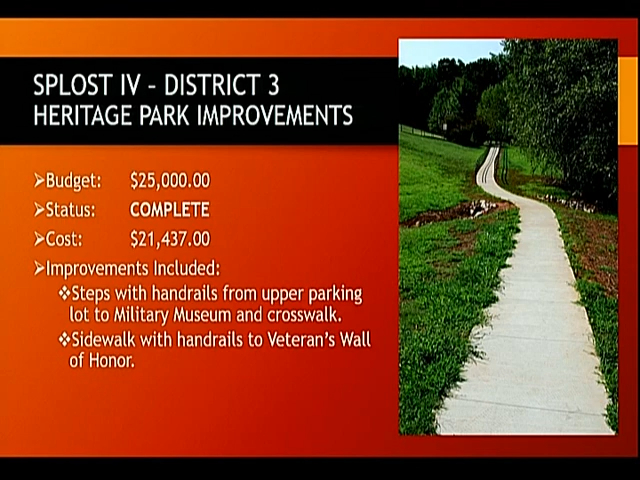 SPLOST IV – DISTRICT 3
HERITAGE PARK IMPROVEMENTS
➢Budget: $25,000.00
➢Status: COMPLETE
➢Cost: $21,437.00
➢Improvements Included:
❖Steps with handrails from upper parking
lot to Military Museum and crosswalk.
❖Sidewalk with handrails to Veteran's Wall
of Honor.